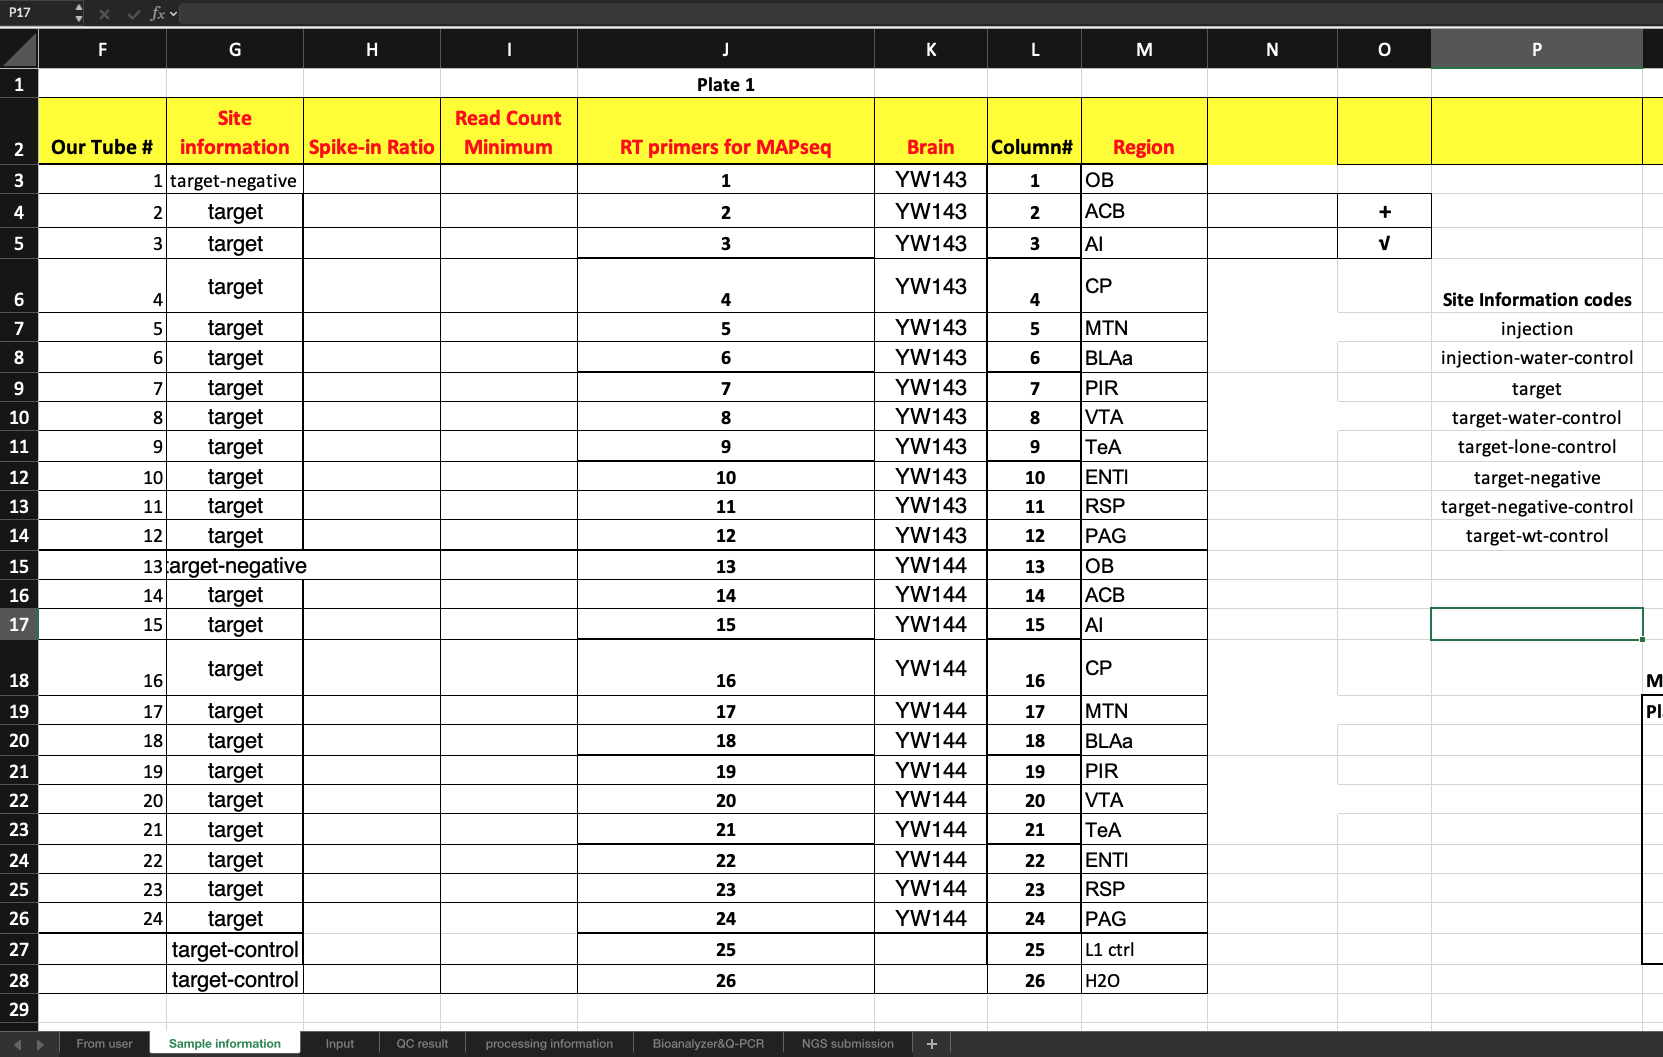 P17 fx
F G H I J K L M N O P
1 Plate 1
2 Our Tube # Site information Spike-in Ratio Read Count Minimum RT primers for MAPseq Brain Column# Region
3 1 target-negative 1 YW143 1 OB
4 2 target 2 YW143 2 ACB +
5 3 target 3 YW143 3 AI √
6 4 target 4 YW143 4 CP Site Information codes
7 5 target 5 YW143 5 MTN injection
8 6 target 6 YW143 6 BLAa injection-water-control
9 7 target 7 YW143 7 PIR target
10 8 target 8 YW143 8 VTA target-water-control
11 9 target 9 YW143 9 TeA target-lone-control
12 10 target 10 YW143 10 ENTl target-negative
13 11 target 11 YW143 11 RSP target-negative-control
14 12 target 12 YW143 12 PAG target-wt-control
15 13 arget-negative 13 YW144 13 OB
16 14 target 14 YW144 14 ACB
17 15 target 15 YW144 15 AI
18 16 target 16 YW144 16 CP M
19 17 target 17 YW144 17 MTN Pl
20 18 target 18 YW144 18 BLAa
21 19 target 19 YW144 19 PIR
22 20 target 20 YW144 20 VTA
23 21 target 21 YW144 21 TeA
24 22 target 22 YW144 22 ENTl
25 23 target 23 YW144 23 RSP
26 24 target 24 YW144 24 PAG
27 target-control 25 25 L1 ctrl
28 target-control 26 26 H2O
29
From user Sample information Input QC result processing information Bioanalyzer&Q-PCR NGS submission +